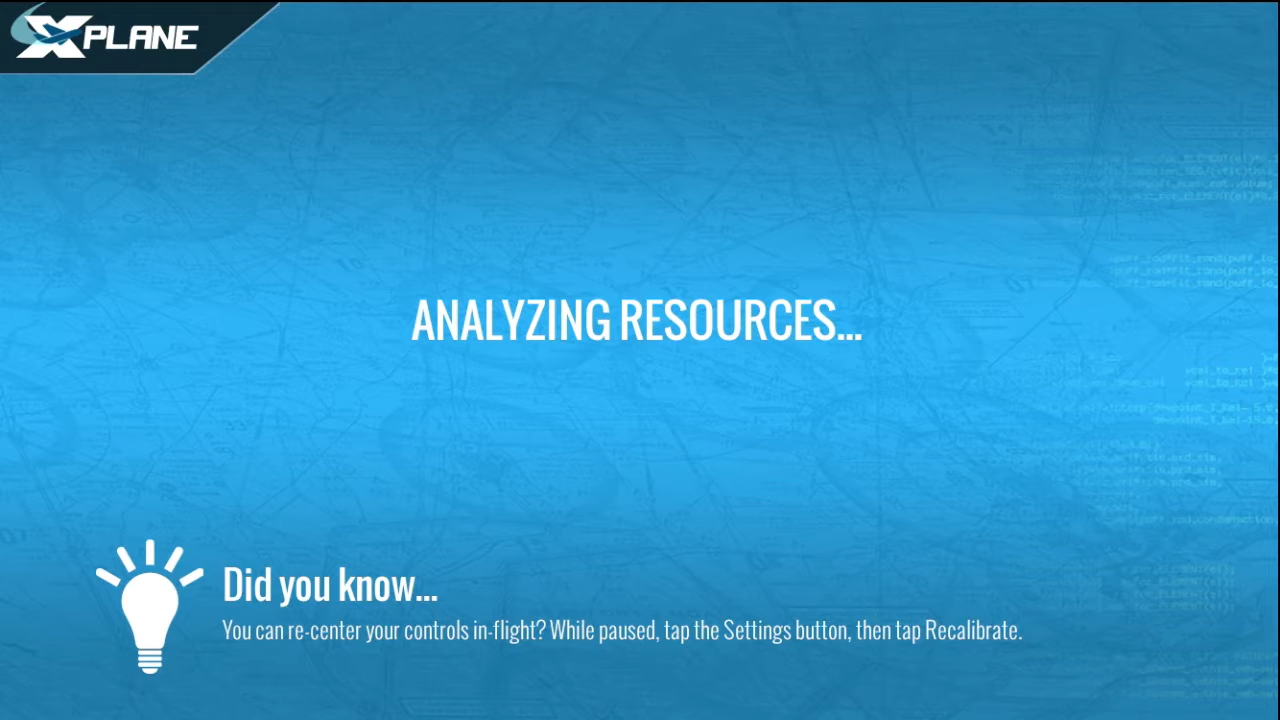 X PLANE
ANALYZING RESOURCES...
Did you know...
You can re-center your controls in-flight? While paused, tap the Settings button, then tap Recalibrate.